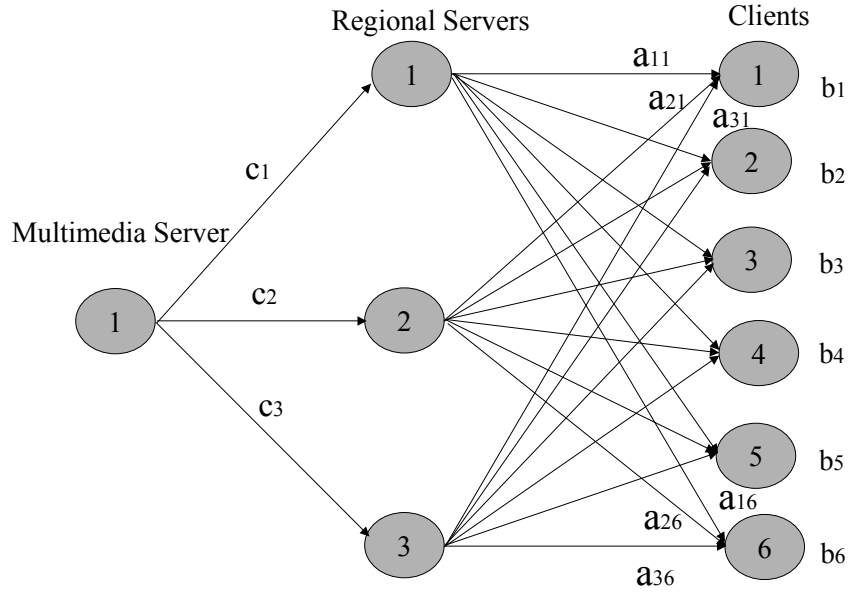 Regional Servers
Clients
Multimedia Server
1
1
2
3
1
2
3
4
5
6
c1
c2
c3
a11
a21
a31
a16
a26
a36
b1
b2
b3
b4
b5
b6